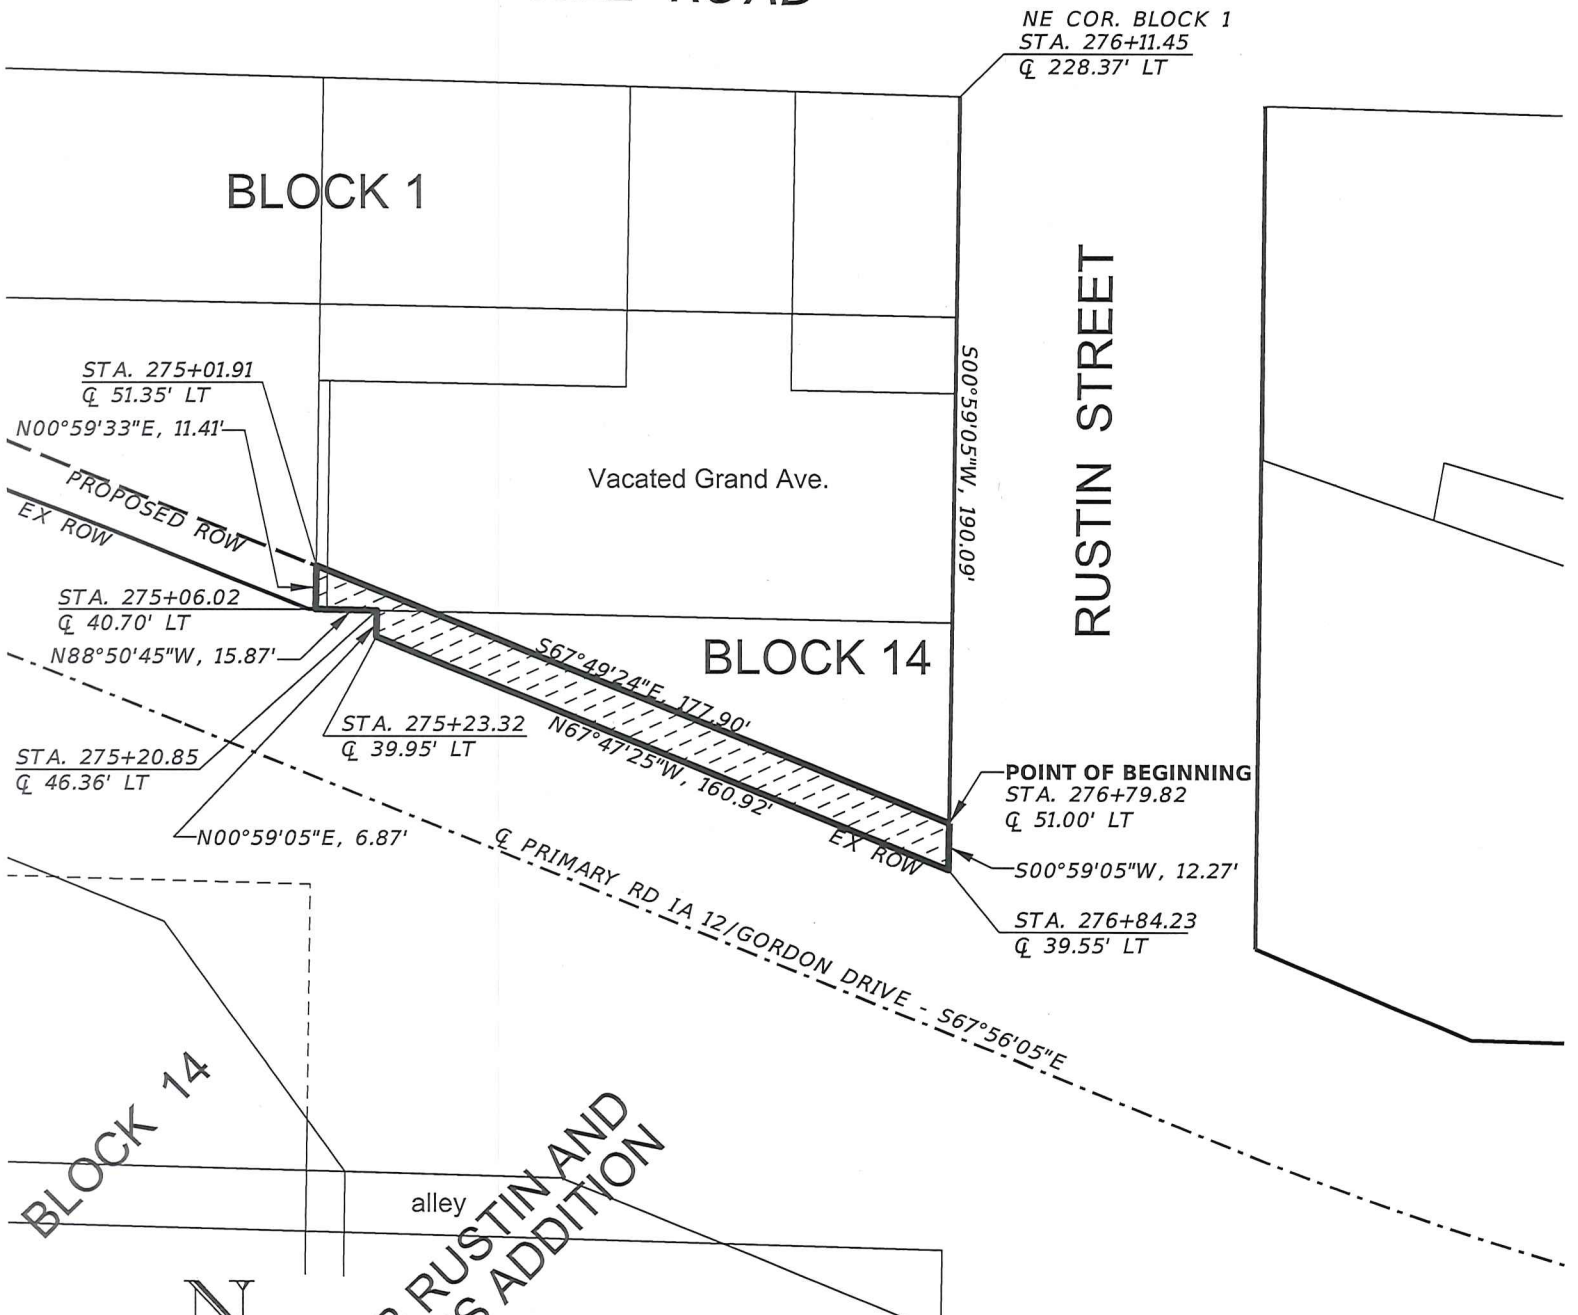 ROAD
NE COR. BLOCK 1
STA. 276+11.45
℄ 228.37' LT
BLOCK 1
RUSTIN STREET
S00°59'05"W, 190.09'
STA. 275+01.91
℄ 51.35' LT
N00°59'33"E, 11.41'
PROPOSED ROW
EX ROW
Vacated Grand Ave.
STA. 275+06.02
℄ 40.70' LT
N88°50'45"W, 15.87'
BLOCK 14
S67°49'24"E, 177.90'
N67°47'25"W, 160.92'
STA. 275+23.32
℄ 39.95' LT
STA. 275+20.85
℄ 46.36' LT
N00°59'05"E, 6.87'
POINT OF BEGINNING
STA. 276+79.82
℄ 51.00' LT
EX ROW
S00°59'05"W, 12.27'
STA. 276+84.23
℄ 39.55' LT
℄ PRIMARY RD IA 12/GORDON DRIVE - S67°56'05"E
BLOCK 14
alley
RUSTIN AND
ADDITION
N